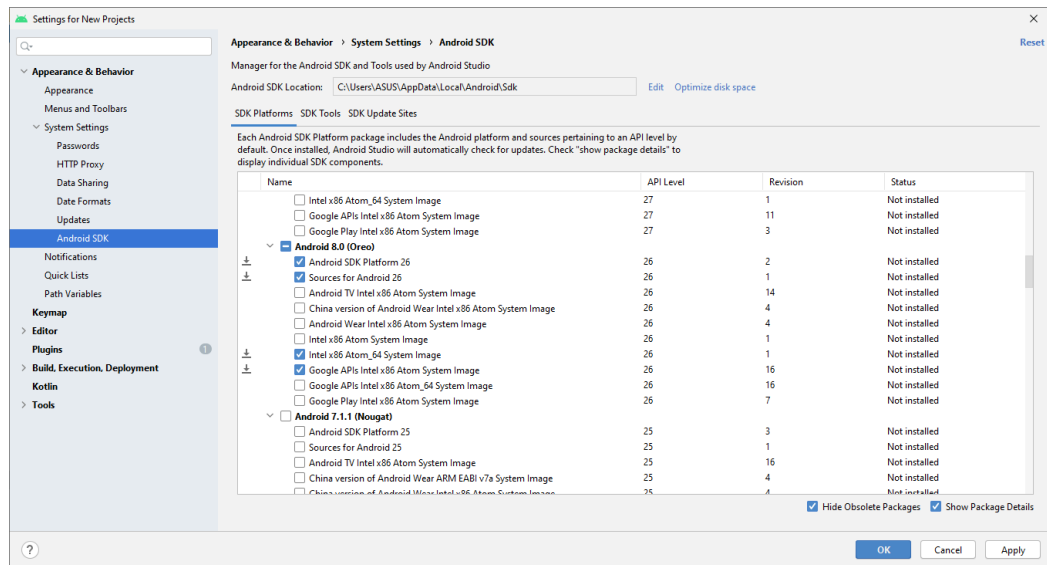 Settings for New Projects
Appearance & Behavior › System Settings › Android SDK
Reset
Manager for the Android SDK and Tools used by Android Studio
Android SDK Location: C:\Users\ASUS\AppData\Local\Android\Sdk Edit Optimize disk space
SDK Platforms SDK Tools SDK Update Sites
Each Android SDK Platform package includes the Android platform and sources pertaining to an API level by
default. Once installed, Android Studio will automatically check for updates. Check "show package details" to
display individual SDK components.
Appearance & Behavior
Appearance
Menus and Toolbars
System Settings
Passwords
HTTP Proxy
Data Sharing
Date Formats
Updates
Android SDK
Notifications
Quick Lists
Path Variables
Keymap
Editor
Plugins 1
Build, Execution, Deployment
Kotlin
Tools
Name API Level Revision Status
Intel x86 Atom_64 System Image 27 1 Not installed
Google APIs Intel x86 Atom System Image 27 11 Not installed
Google Play Intel x86 Atom System Image 27 3 Not installed
Android 8.0 (Oreo)
Android SDK Platform 26 26 2 Not installed
Sources for Android 26 26 1 Not installed
Android TV Intel x86 Atom System Image 26 14 Not installed
China version of Android Wear Intel x86 Atom System Image 26 4 Not installed
Android Wear Intel x86 Atom System Image 26 4 Not installed
Intel x86 Atom System Image 26 1 Not installed
Intel x86 Atom_64 System Image 26 1 Not installed
Google APIs Intel x86 Atom System Image 26 16 Not installed
Google APIs Intel x86 Atom_64 System Image 26 16 Not installed
Google Play Intel x86 Atom System Image 26 7 Not installed
Android 7.1.1 (Nougat)
Android SDK Platform 25 25 3 Not installed
Sources for Android 25 25 1 Not installed
Android TV Intel x86 Atom System Image 25 16 Not installed
China version of Android Wear ARM EABI v7a System Image 25 4 Not installed
China version of Android Wear Intel x86 Atom System Image 25 4 Not installed
Hide Obsolete Packages Show Package Details
? OK Cancel Apply